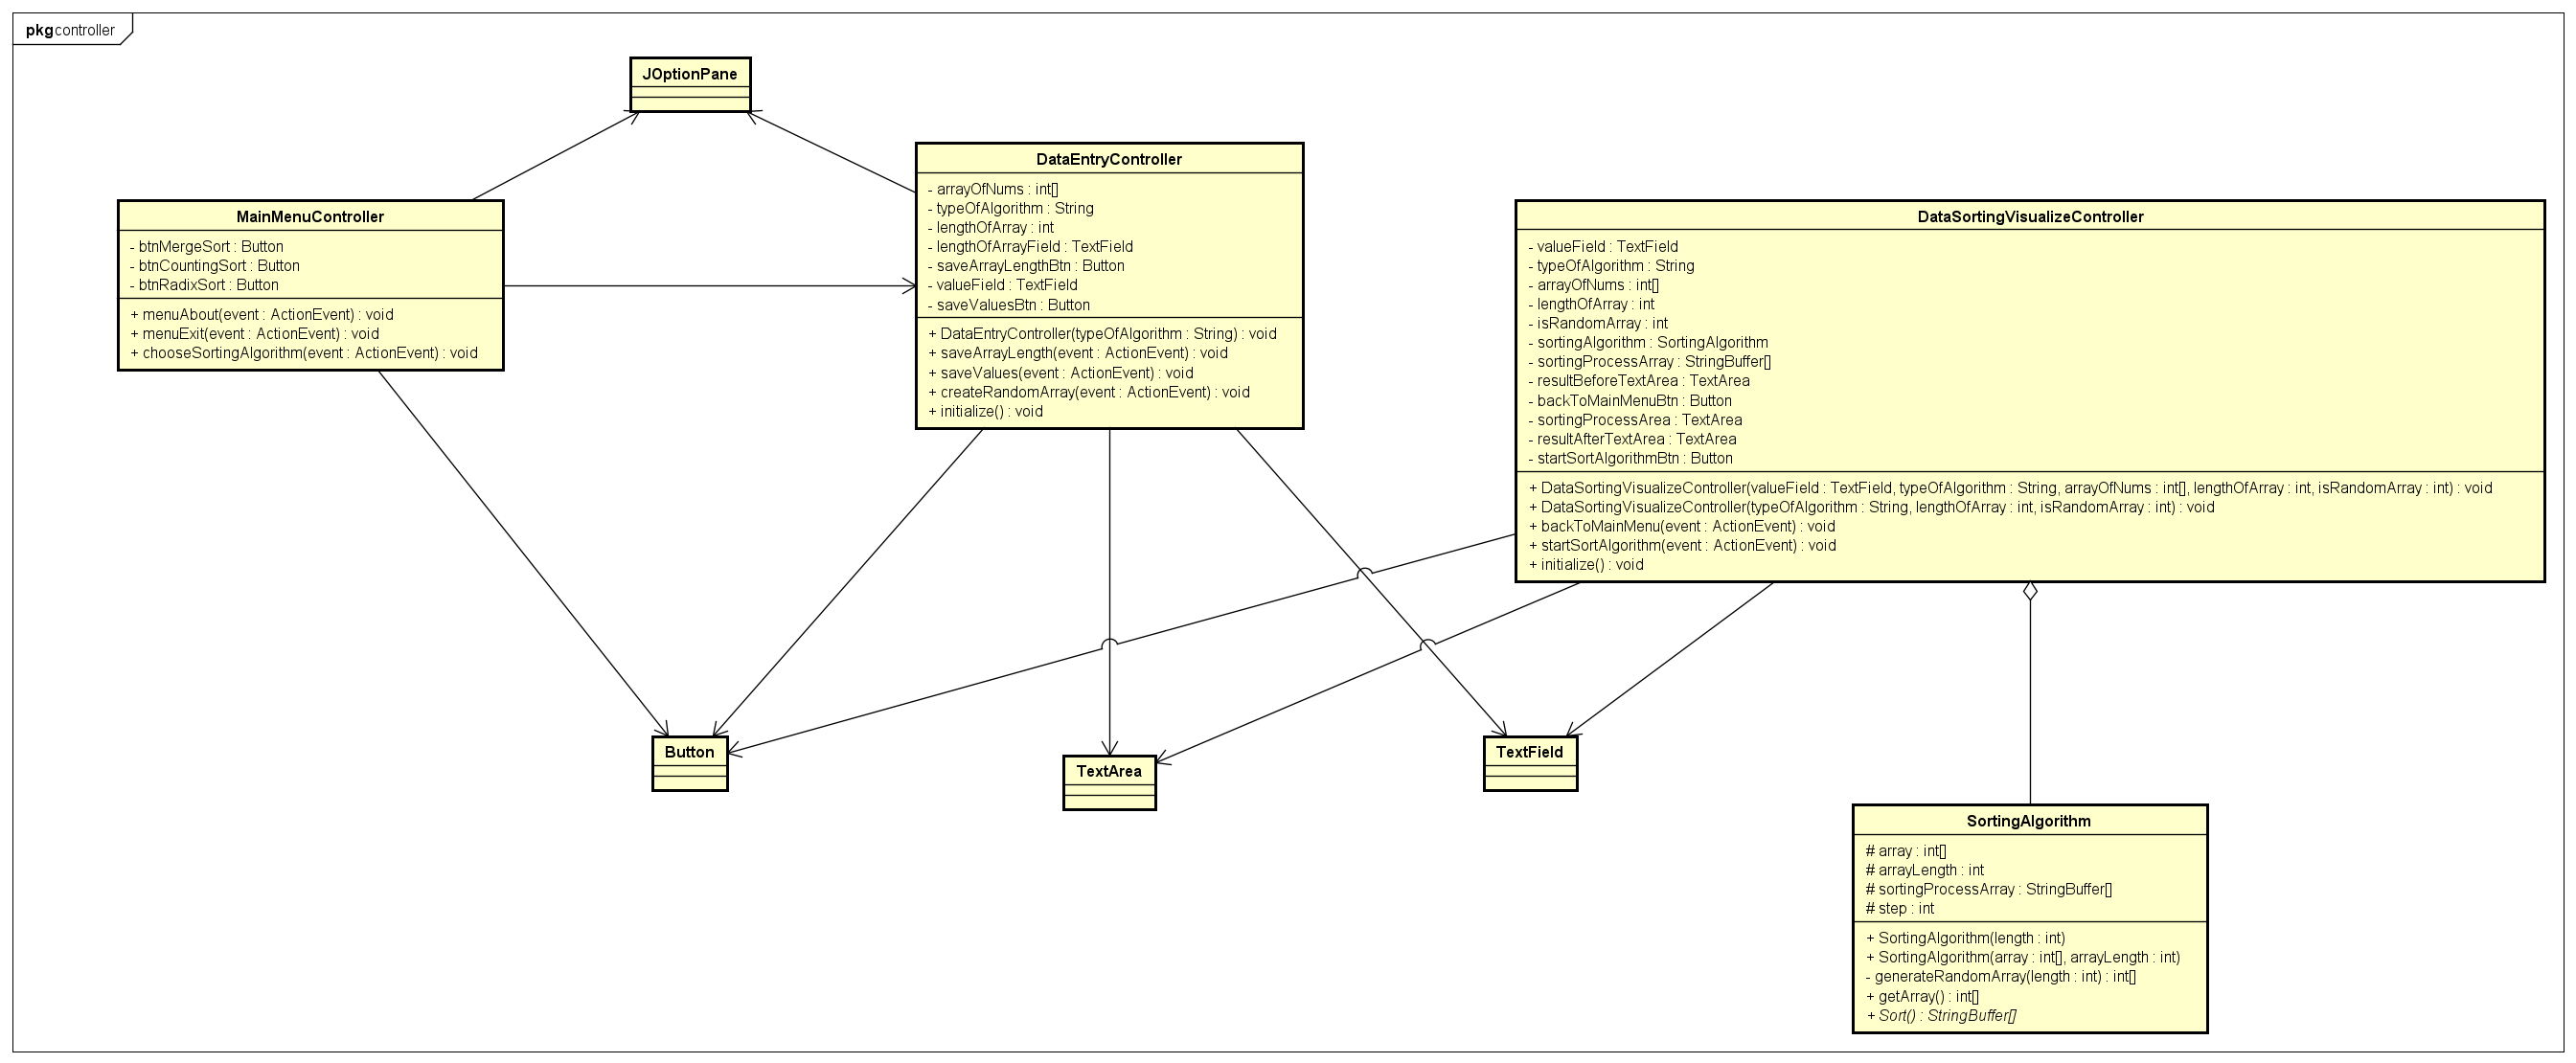 pkg controller
JOptionPane
MainMenuController
- btnMergeSort : Button
- btnCountingSort : Button
- btnRadixSort : Button
+ menuAbout(event : ActionEvent) : void
+ menuExit(event : ActionEvent) : void
+ chooseSortingAlgorithm(event : ActionEvent) : void
DataEntryController
- arrayOfNums : int[]
- typeOfAlgorithm : String
- lengthOfArray : int
- lengthOfArrayField : TextField
- saveArrayLengthBtn : Button
- valueField : TextField
- saveValuesBtn : Button
+ DataEntryController(typeOfAlgorithm : String) : void
+ saveArrayLength(event : ActionEvent) : void
+ saveValues(event : ActionEvent) : void
+ createRandomArray(event : ActionEvent) : void
+ initialize() : void
DataSortingVisualizeController
- valueField : TextField
- typeOfAlgorithm : String
- arrayOfNums : int[]
- lengthOfArray : int
- isRandomArray : int
- sortingAlgorithm : SortingAlgorithm
- sortingProcessArray : StringBuffer[]
- resultBeforeTextArea : TextArea
- backToMainMenuBtn : Button
- sortingProcessArea : TextArea
- resultAfterTextArea : TextArea
- startSortAlgorithmBtn : Button
+ DataSortingVisualizeController(valueField : TextField, typeOfAlgorithm : String, arrayOfNums : int[], lengthOfArray : int, isRandomArray : int) : void
+ DataSortingVisualizeController(typeOfAlgorithm : String, lengthOfArray : int, isRandomArray : int) : void
+ backToMainMenu(event : ActionEvent) : void
+ startSortAlgorithm(event : ActionEvent) : void
+ initialize() : void
Button
TextArea
TextField
SortingAlgorithm
# array : int[]
# arrayLength : int
# sortingProcessArray : StringBuffer[]
# step : int
+ SortingAlgorithm(length : int)
+ SortingAlgorithm(array : int[], arrayLength : int)
- generateRandomArray(length : int) : int[]
+ getArray() : int[]
+ Sort() : StringBuffer[]